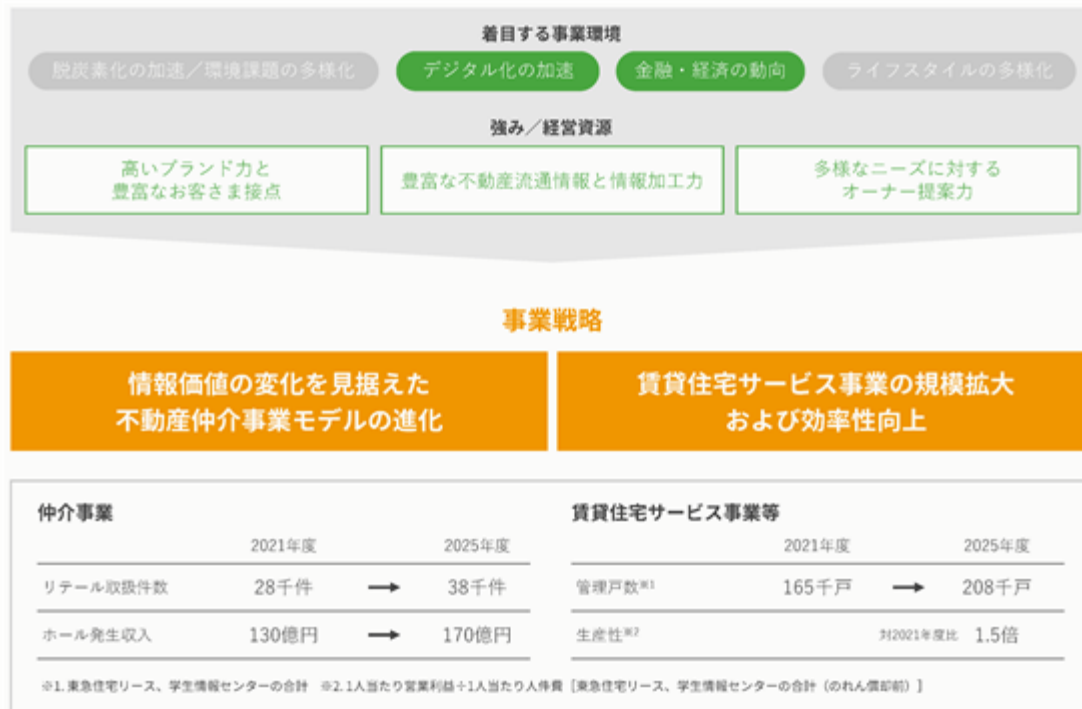 着目する事業環境
脱炭素化の加速／環境課題の多様化
デジタル化の加速
金融・経済の動向
ライフスタイルの多様化
強み／経営資源
高いブランド力と
豊富なお客さま接点
豊富な不動産流通情報と情報加工力
多様なニーズに対する
オーナー提案力
事業戦略
情報価値の変化を見据えた
不動産仲介事業モデルの進化
賃貸住宅サービス事業の規模拡大
および効率性向上
仲介事業
2021年度 2025年度
リテール取扱件数 28千件 → 38千件
ホール発生収入 130億円 → 170億円
賃貸住宅サービス事業等
2021年度 2025年度
管理戸数※1 165千戸 → 208千戸
生産性※2 対2021年度比 1.5倍
※1. 東急住宅リース、学生情報センターの合計 ※2. 1人当たり営業利益÷1人当たり人件費［東急住宅リース、学生情報センターの合計（のれん償却前）］